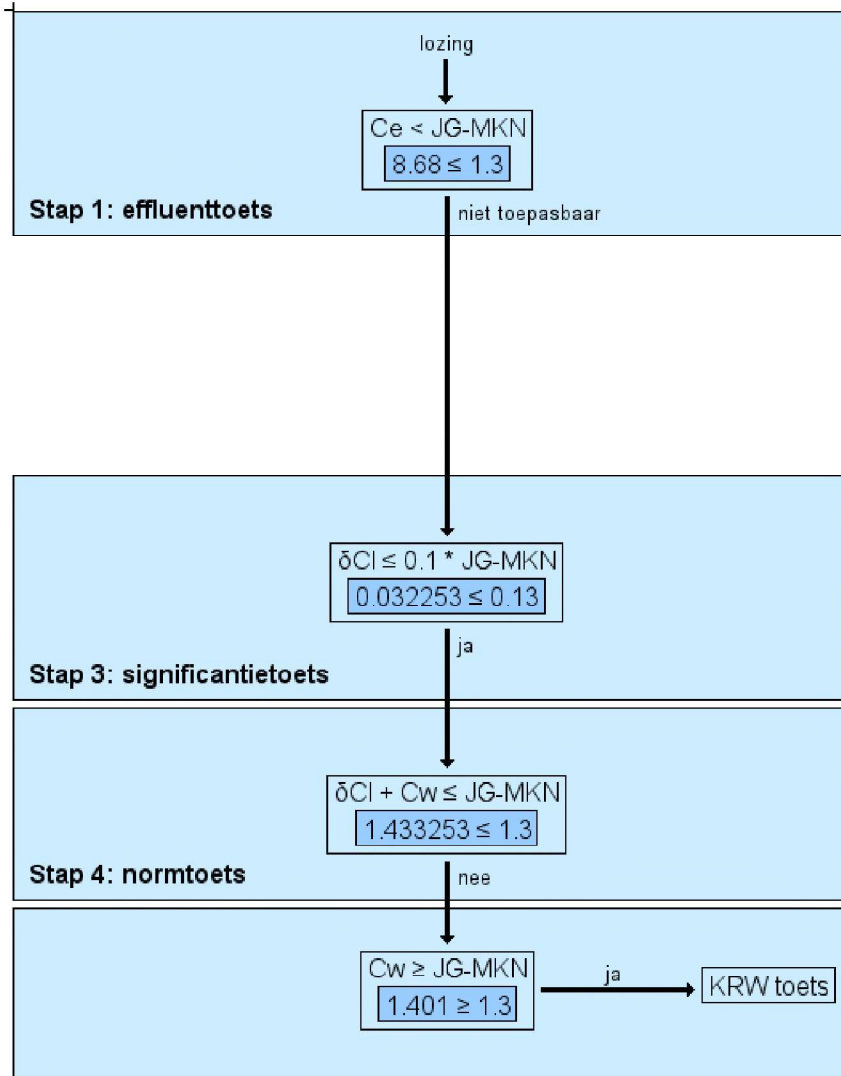 lozing
Ce < JG-MKN
8.68 ≤ 1.3
Stap 1: effluenttoets
niet toepasbaar
δCl ≤ 0.1 * JG-MKN
0.032253 ≤ 0.13
ja
Stap 3: significantietoets
δCl + Cw ≤ JG-MKN
1.433253 ≤ 1.3
Stap 4: normtoets
nee
Cw ≥ JG-MKN
1.401 ≥ 1.3
ja
KRW toets